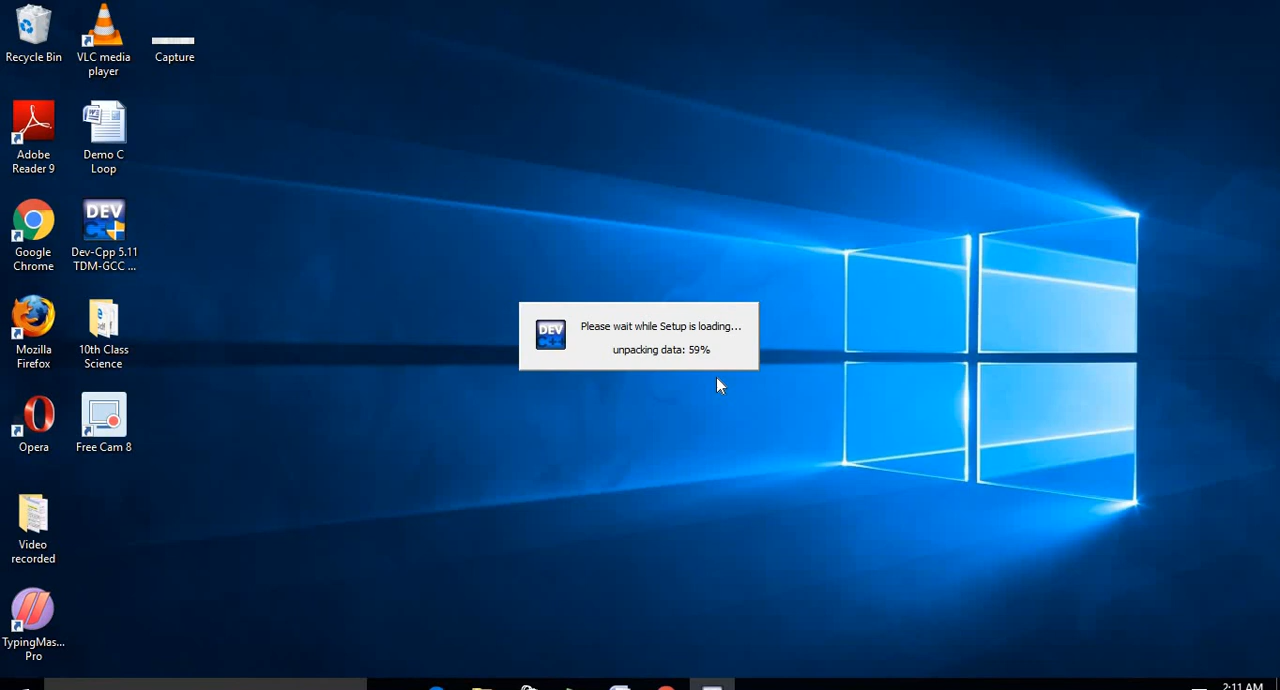 Recycle Bin
VLC media
player
Capture
Adobe
Reader 9
Demo C
Loop
Google
Chrome
DEV
Dev-Cpp 5.11
TDM-GCC ...
Mozilla
Firefox
10th Class
Science
Opera
Free Cam 8
Video
recorded
TypingMas...
Pro
DEV
Please wait while Setup is loading...
unpacking data: 59%
2:11 AM